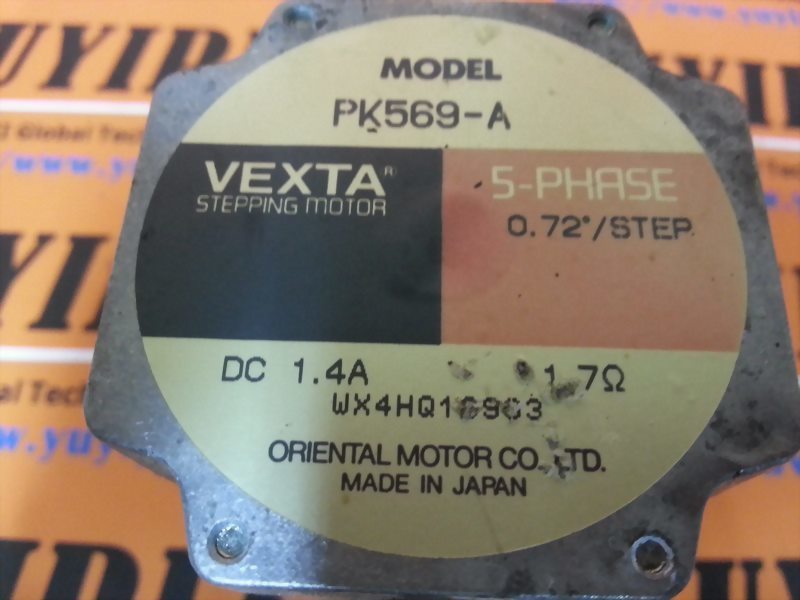 MODEL
PK569-A
VEXTA®
STEPPING MOTOR
5-PHASE
0.72°/STEP
DC 1.4A 1.7Ω
ORIENTAL MOTOR CO.,LTD.
MADE IN JAPAN